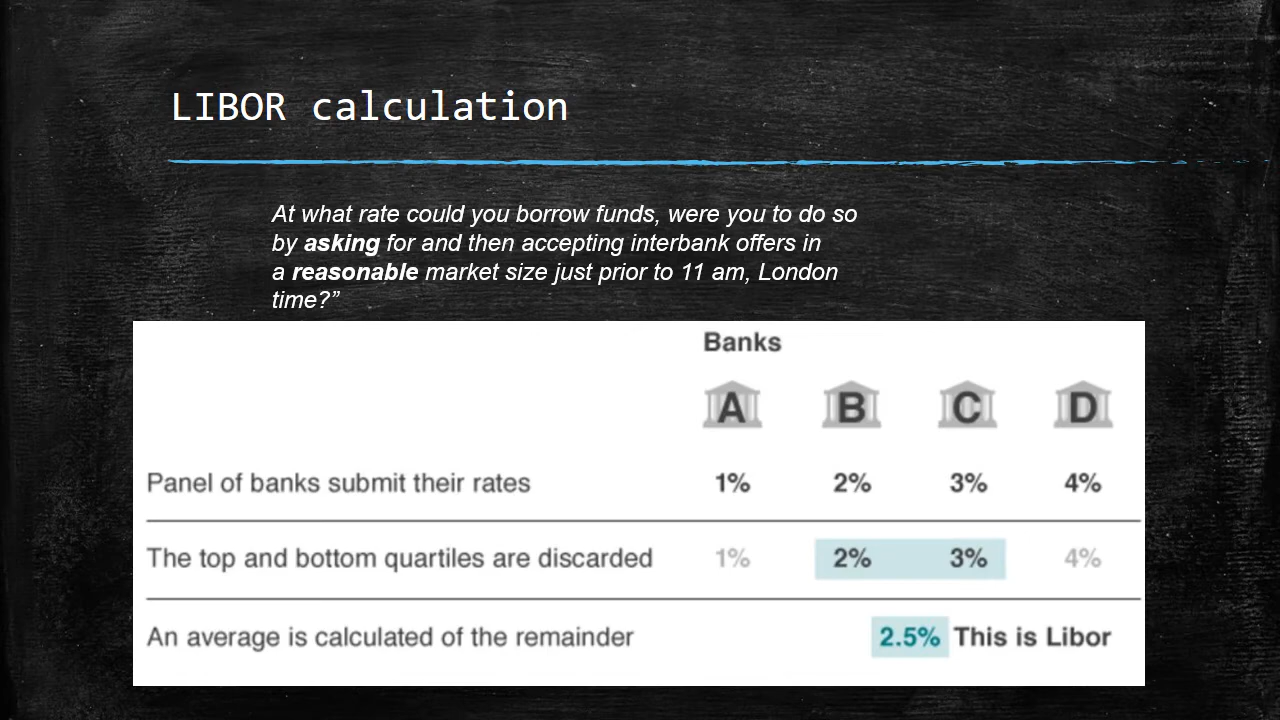 LIBOR calculation
At what rate could you borrow funds, were you to do so
by asking for and then accepting interbank offers in
a reasonable market size just prior to 11 am, London
time?”
Banks
A B C D
Panel of banks submit their rates 1% 2% 3% 4%
The top and bottom quartiles are discarded 1% 2% 3% 4%
An average is calculated of the remainder 2.5% This is Libor